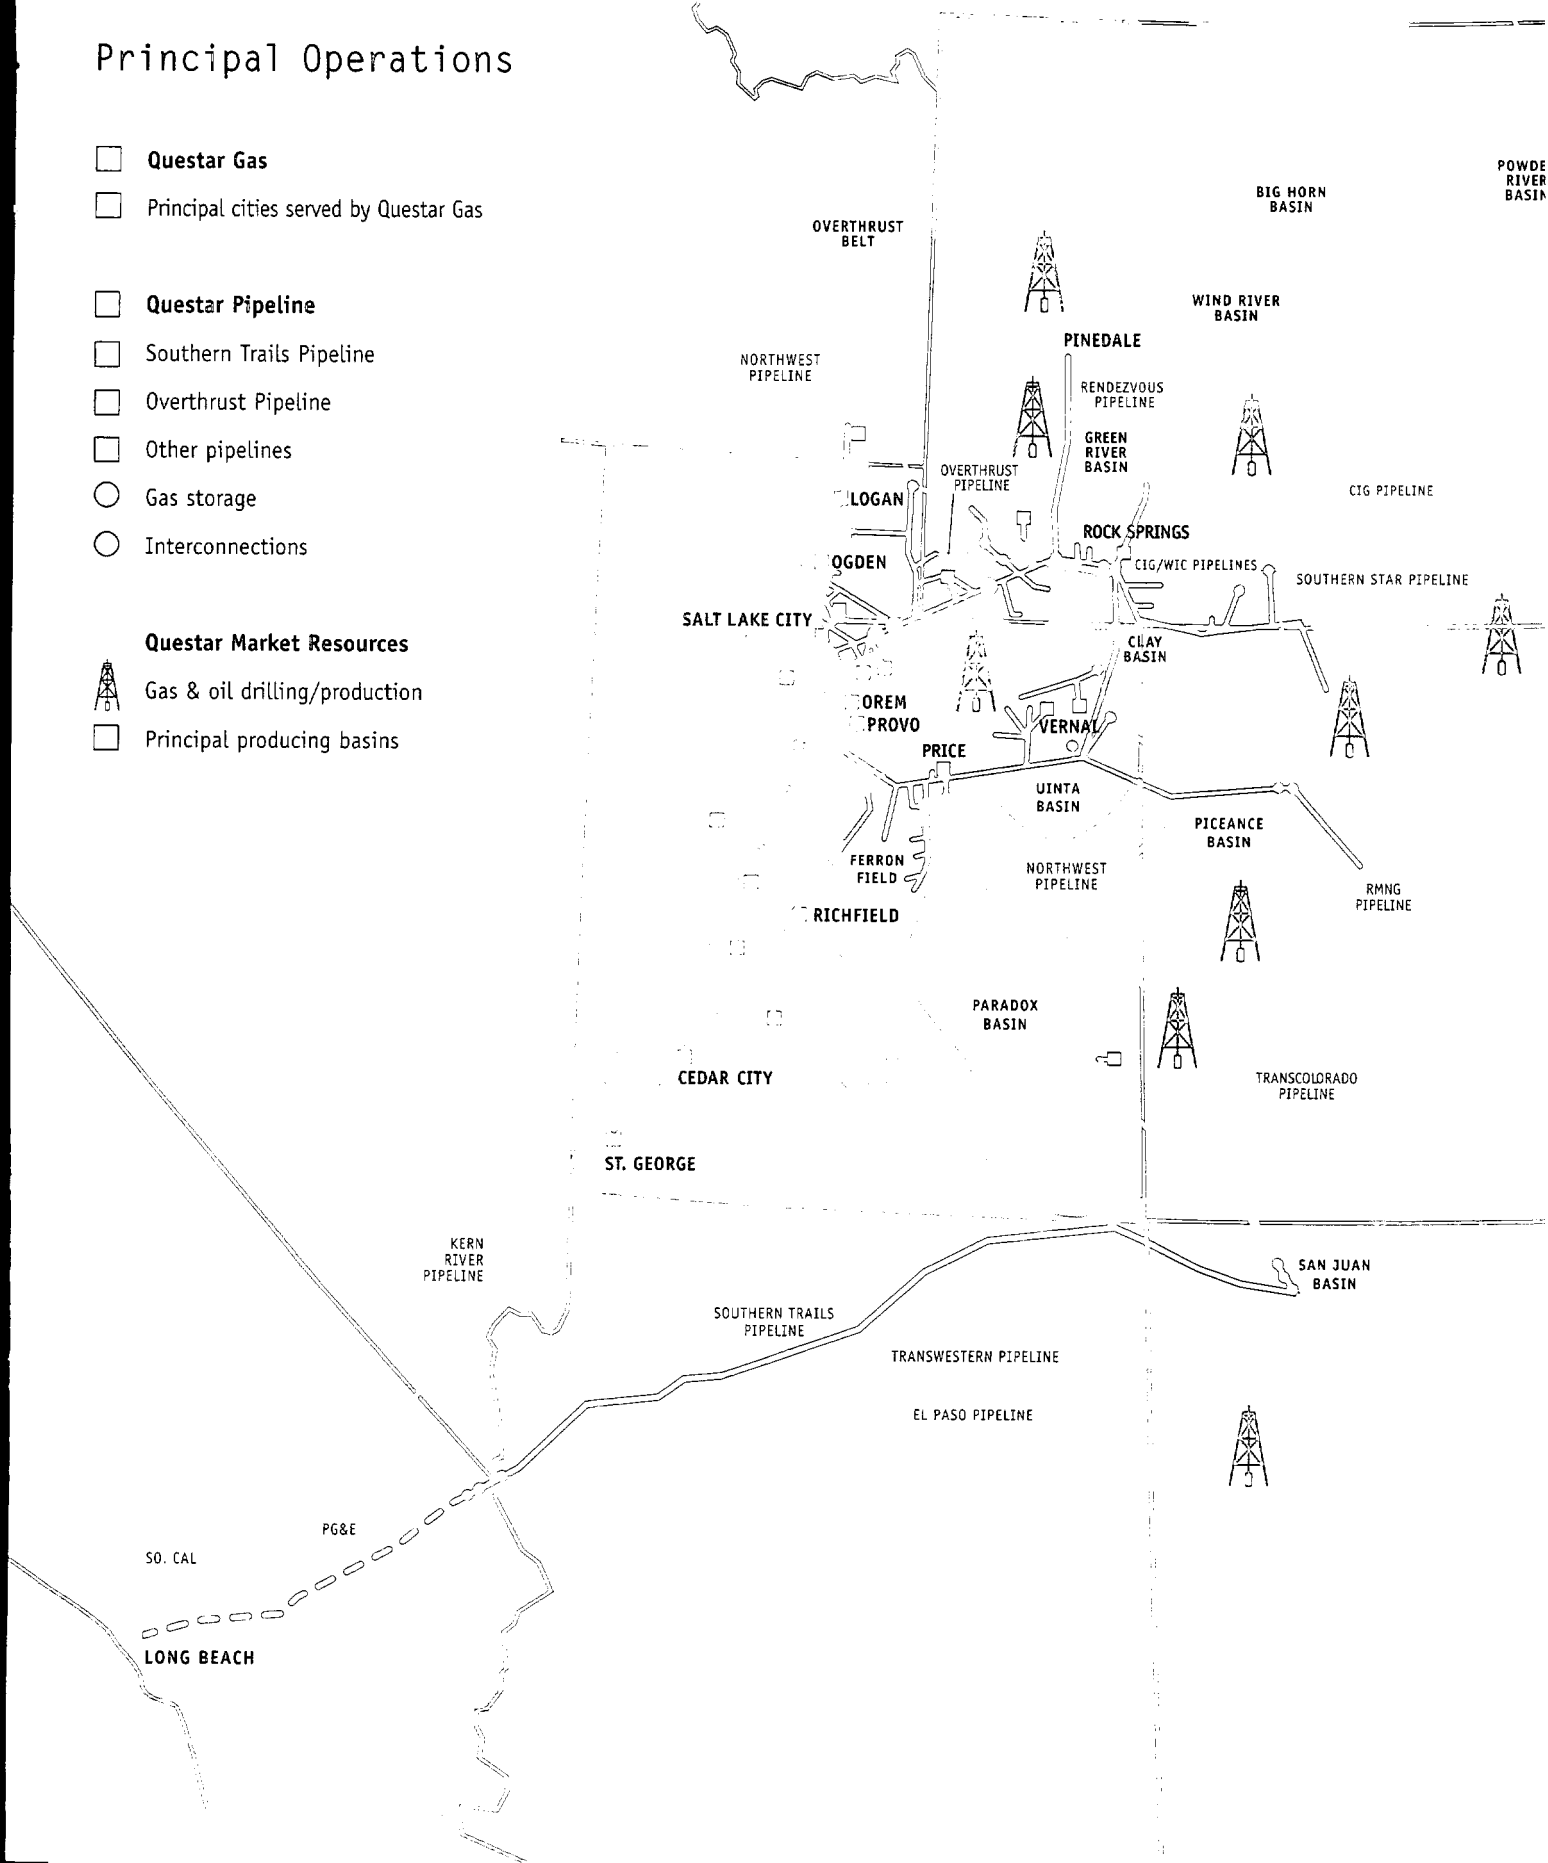 Principal Operations
Questar Gas
Principal cities served by Questar Gas
Questar Pipeline
Southern Trails Pipeline
Overthrust Pipeline
Other pipelines
Gas storage
Interconnections
Questar Market Resources
Gas & oil drilling/production
Principal producing basins
POWDE
RIVER
BASIN
BIG HORN
BASIN
OVERTHRUST
BELT
WIND RIVER
BASIN
PINEDALE
NORTHWEST
PIPELINE
RENDEZVOUS
PIPELINE
GREEN
RIVER
BASIN
OVERTHRUST
PIPELINE
CIG PIPELINE
LOGAN
ROCK SPRINGS
OGDEN
CIG/WIC PIPELINES
SOUTHERN STAR PIPELINE
SALT LAKE CITY
CLAY
BASIN
OREM
PROVO
VERNAL
PRICE
UINTA
BASIN
PICEANCE
BASIN
FERRON
FIELD
NORTHWEST
PIPELINE
RMNG
PIPELINE
RICHFIELD
PARADOX
BASIN
CEDAR CITY
TRANSCOLORADO
PIPELINE
ST. GEORGE
KERN
RIVER
PIPELINE
SAN JUAN
BASIN
SOUTHERN TRAILS
PIPELINE
TRANSWESTERN PIPELINE
EL PASO PIPELINE
PG&E
SO. CAL
LONG BEACH